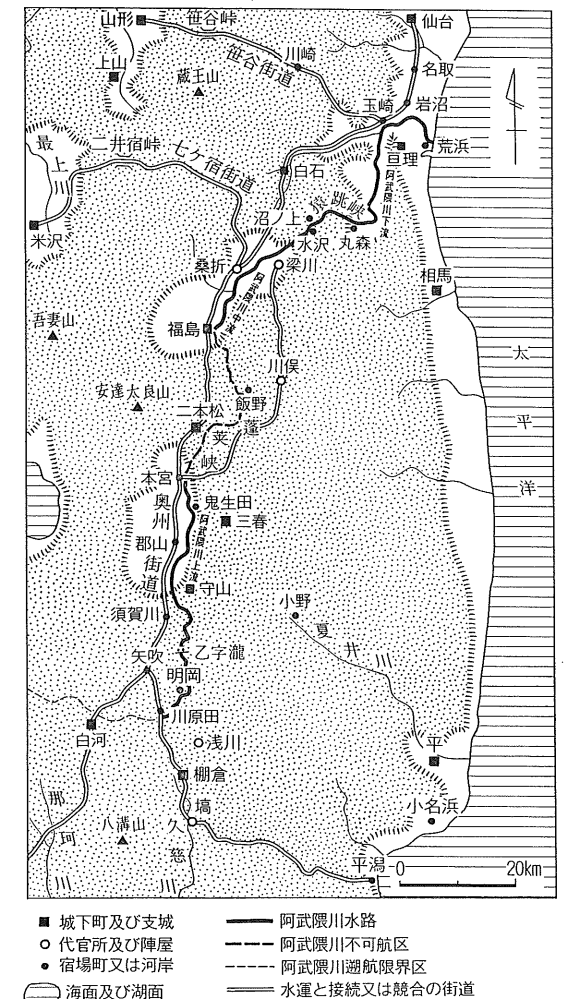 山形
笹谷峠
仙台
笹谷街道
川崎
上山
蔵王山
名取
玉崎
岩沼
荒浜
亘理
最上川
二井宿峠
七ケ宿街道
白石
阿武隈川下流
沼ノ上
猿跳峡
水沢
丸森
米沢
桑折
梁川
相馬
阿武隈川中流
吾妻山
福島
太平洋
川俣
安達太良山
飯野
二本松
蓬莱峡
本宮
奥州街道
鬼生田
三春
阿武隈川上流
郡山
守山
須賀川
小野
夏井川
乙字瀧
矢吹
明岡
川原田
白河
浅川
平
棚倉
那珂川
八溝山
塙
久慈川
小名浜
平潟
0 20km
城下町及び支城
代官所及び陣屋
宿場町又は河岸
海面及び湖面
阿武隈川水路
阿武隈川不可航区
阿武隈川遡航限界区
水運と接続又は競合の街道